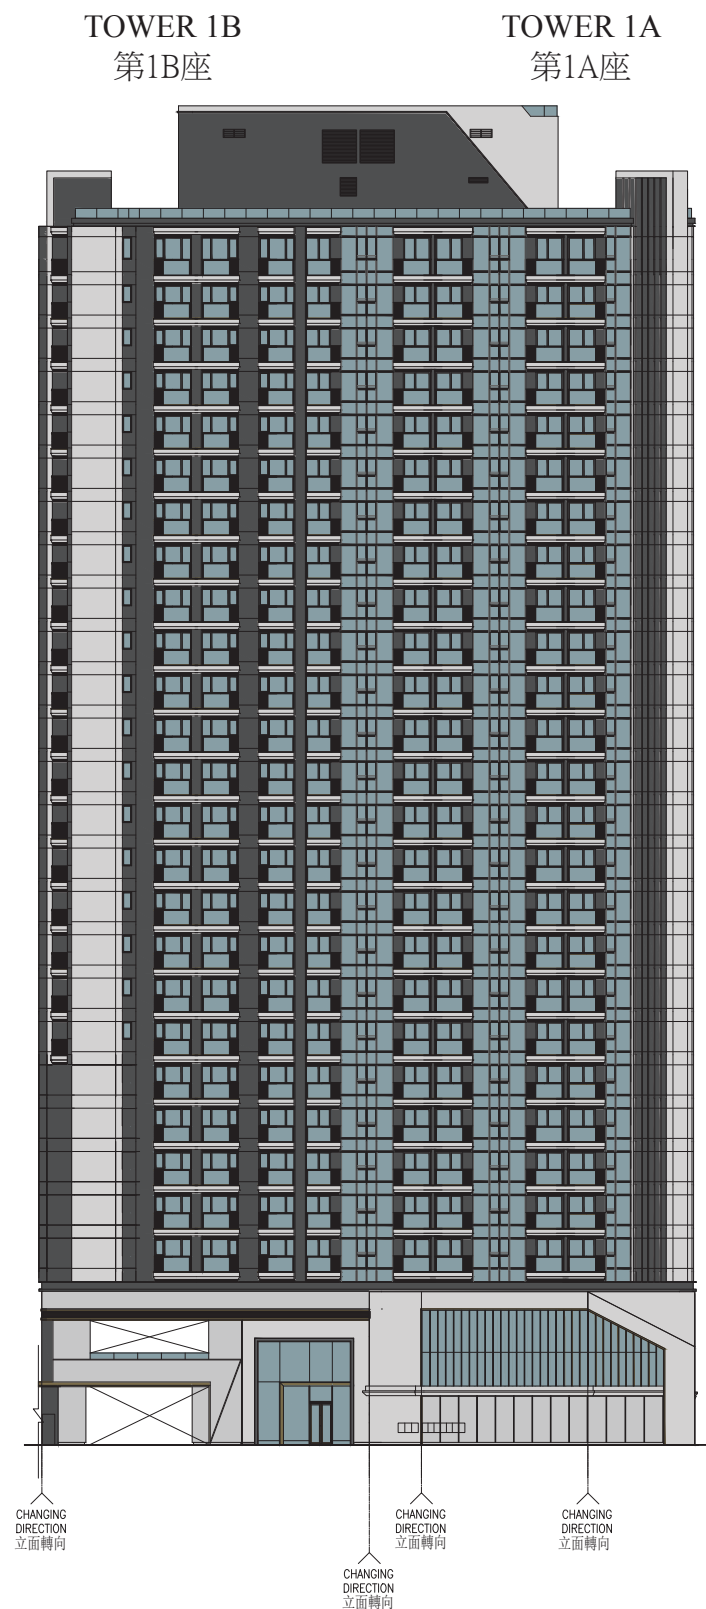 TOWER 1B
第1B座
TOWER 1A
第1A座
CHANGING
DIRECTION
立面轉向
CHANGING
DIRECTION
立面轉向
CHANGING
DIRECTION
立面轉向
CHANGING
DIRECTION
立面轉向